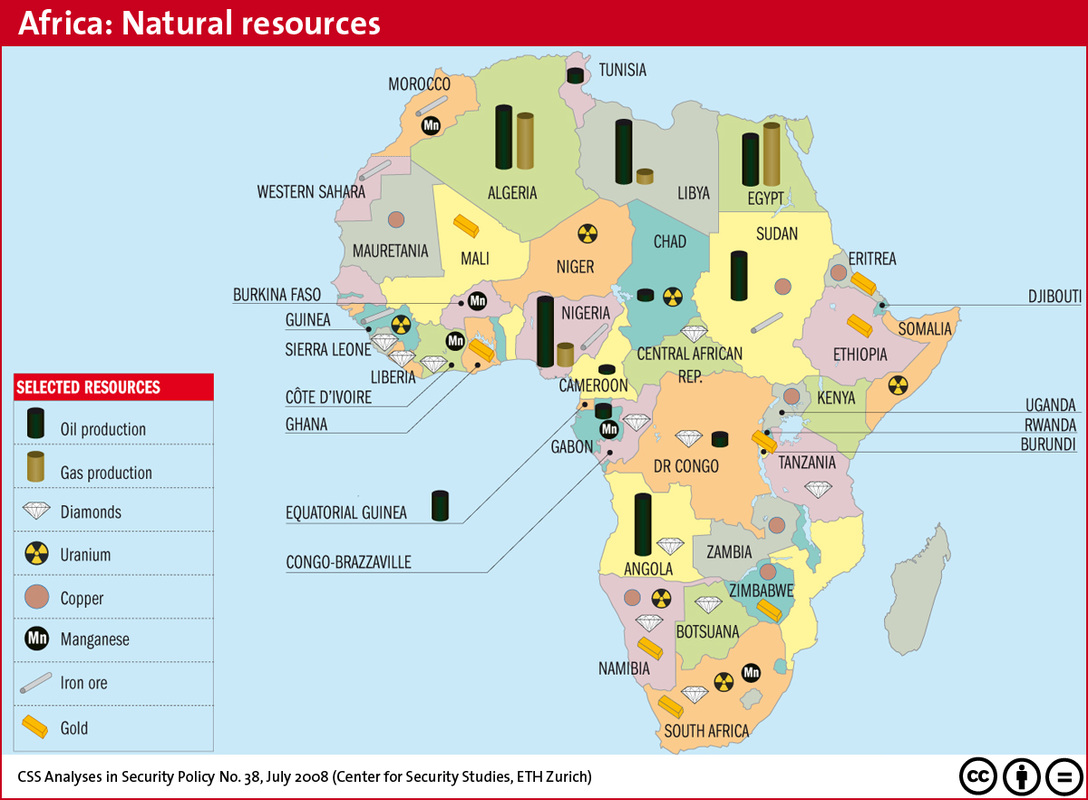 Africa: Natural resources
MOROCCO
TUNISIA
Mn
WESTERN SAHARA
ALGERIA
LIBYA
EGYPT
MAURETANIA
MALI
NIGER
CHAD
SUDAN
ERITREA
BURKINA FASO
Mn
DJIBOUTI
GUINEA
NIGERIA
SOMALIA
SIERRA LEONE
Mn
CENTRAL AFRICAN
REP.
ETHIOPIA
LIBERIA
CAMEROON
KENYA
CÔTE D'IVOIRE
UGANDA
GHANA
Mn
RWANDA
GABON
BURUNDI
DR CONGO
TANZANIA
EQUATORIAL GUINEA
CONGO-BRAZZAVILLE
ANGOLA
ZAMBIA
ZIMBABWE
BOTSUANA
NAMIBIA
Mn
SOUTH AFRICA
SELECTED RESOURCES
Oil production
Gas production
Diamonds
Uranium
Copper
Mn Manganese
Iron ore
Gold
CSS Analyses in Security Policy No. 38, July 2008 (Center for Security Studies, ETH Zurich)
cc